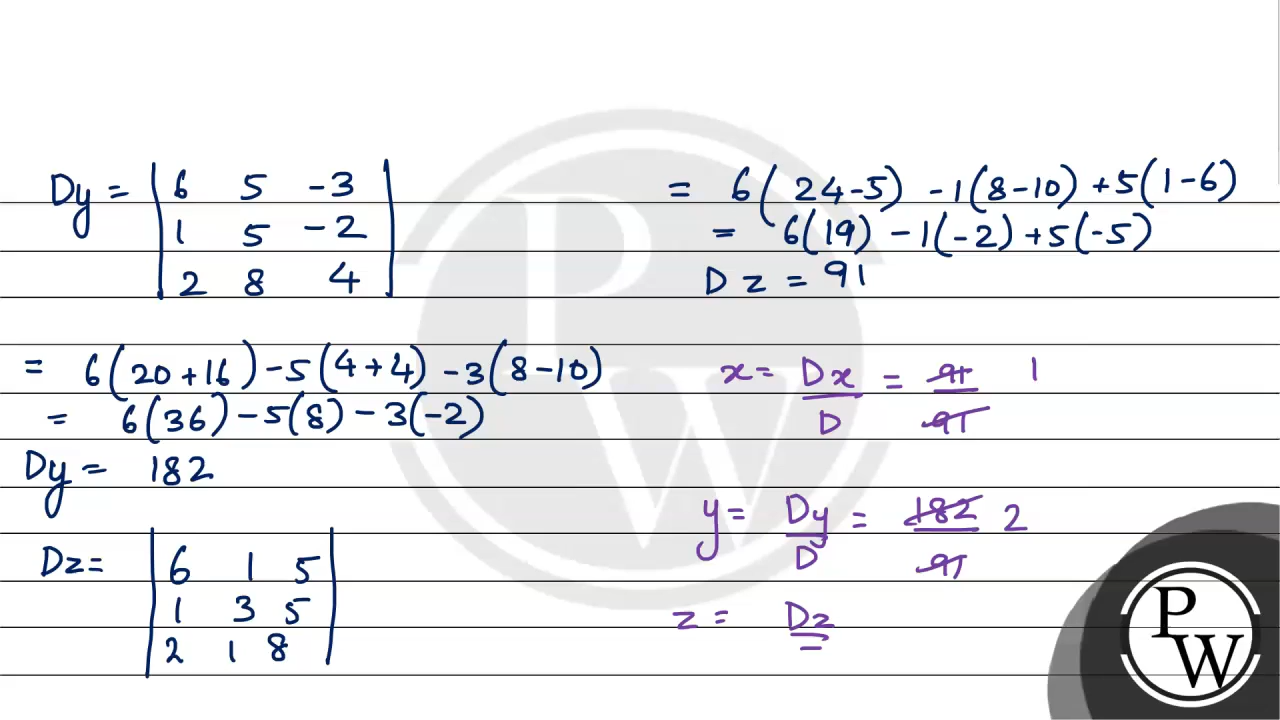 Dy = | 6 5 -3 |
| 1 5 -2 |
| 2 8 4 |
= 6(20+16) -5(4+4) -3(8-10)
= 6(36) -5(8) -3(-2)
Dy = 182
Dz= | 6 1 5 |
| 1 3 5 |
| 2 1 8 |
= 6(24-5) -1(8-10) +5(1-6)
= 6(19) -1(-2) +5(-5)
Dz = 91
x= Dx/D = 91/91 1
y= Dy/D = 182/91 2
z= Dz
PW
PW